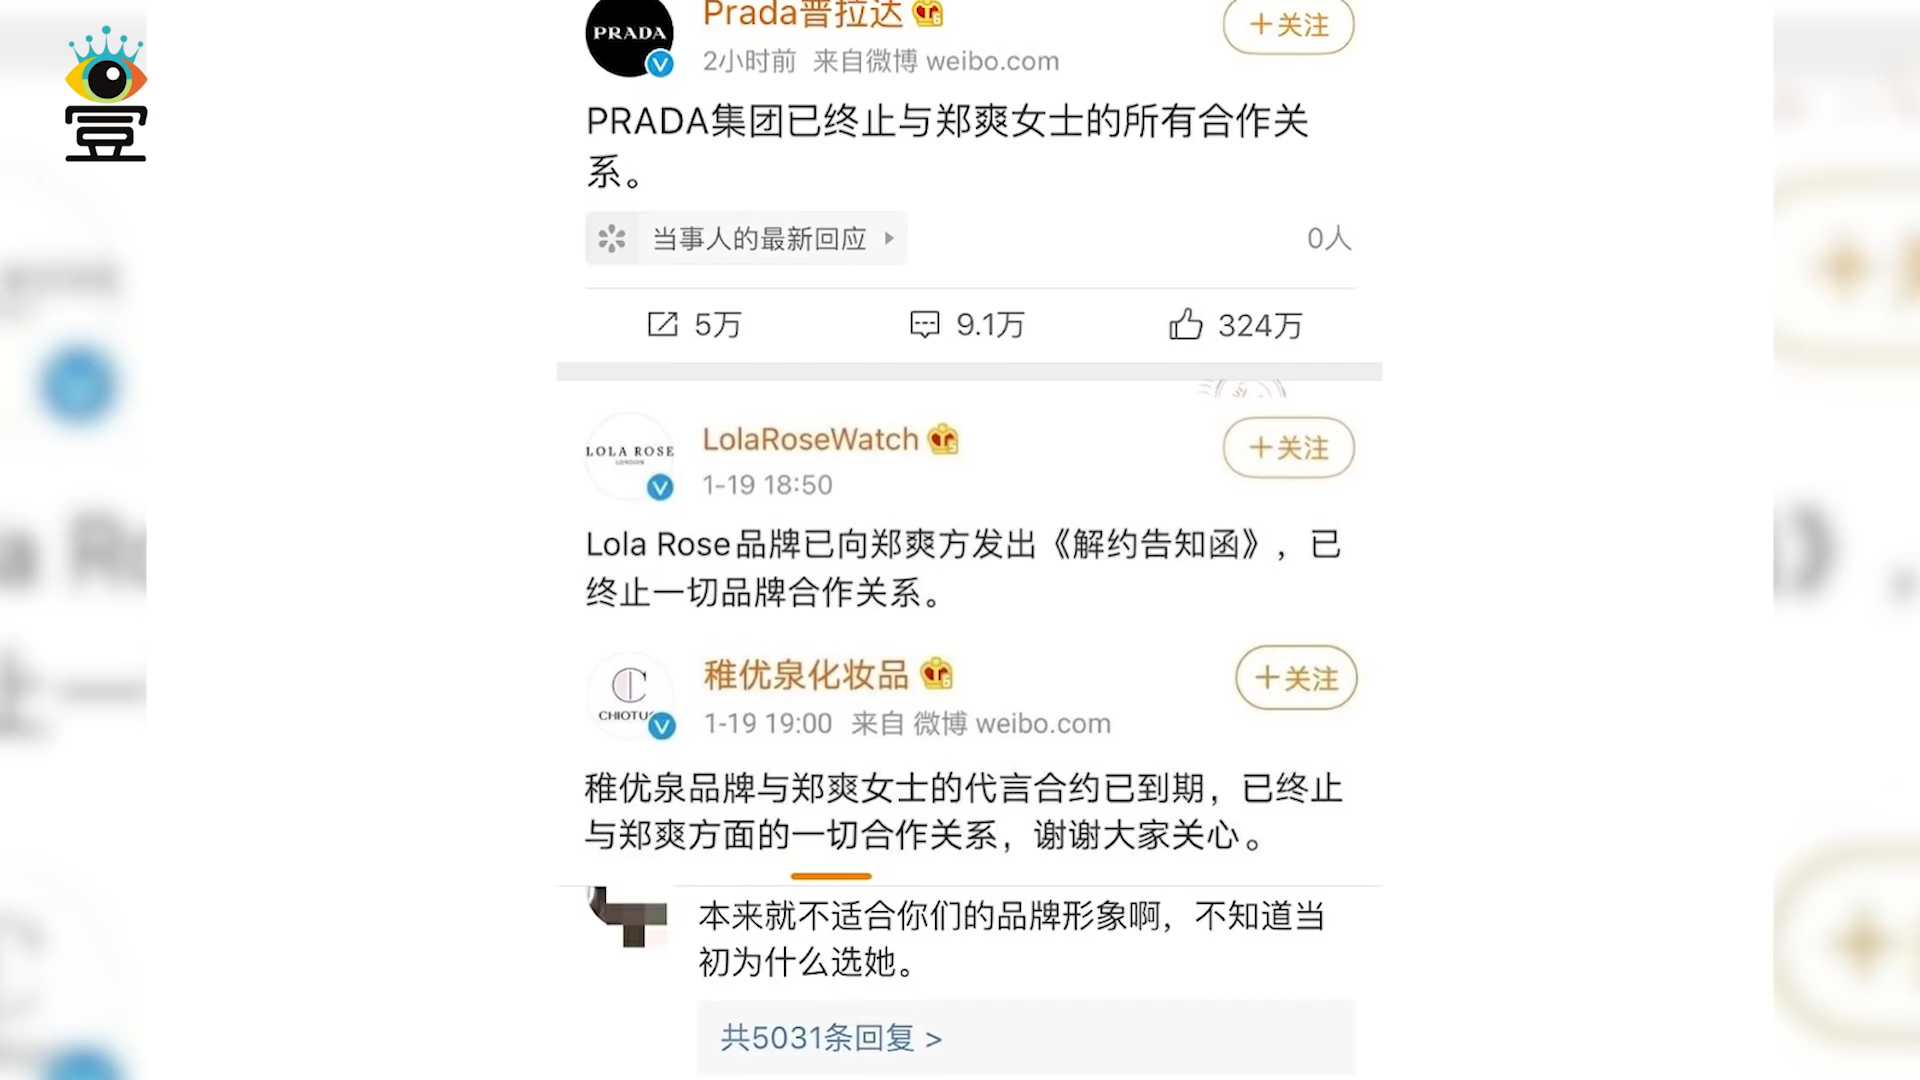 壹
PRADA
Prada普拉达
+关注
2小时前 来自微博 weibo.com
PRADA集团已终止与郑爽女士的所有合作关
系。
当事人的最新回应
0人
5万
9.1万
324万
LOLA ROSE
LONDON
LolaRoseWatch
+关注
1-19 18:50
Lola Rose品牌已向郑爽方发出《解约告知函》，已
终止一切品牌合作关系。
稚优泉化妆品
+关注
1-19 19:00 来自 微博 weibo.com
稚优泉品牌与郑爽女士的代言合约已到期，已终止
与郑爽方面的一切合作关系，谢谢大家关心。
本来就不适合你们的品牌形象啊，不知道当
初为什么选她。
共5031条回复 >